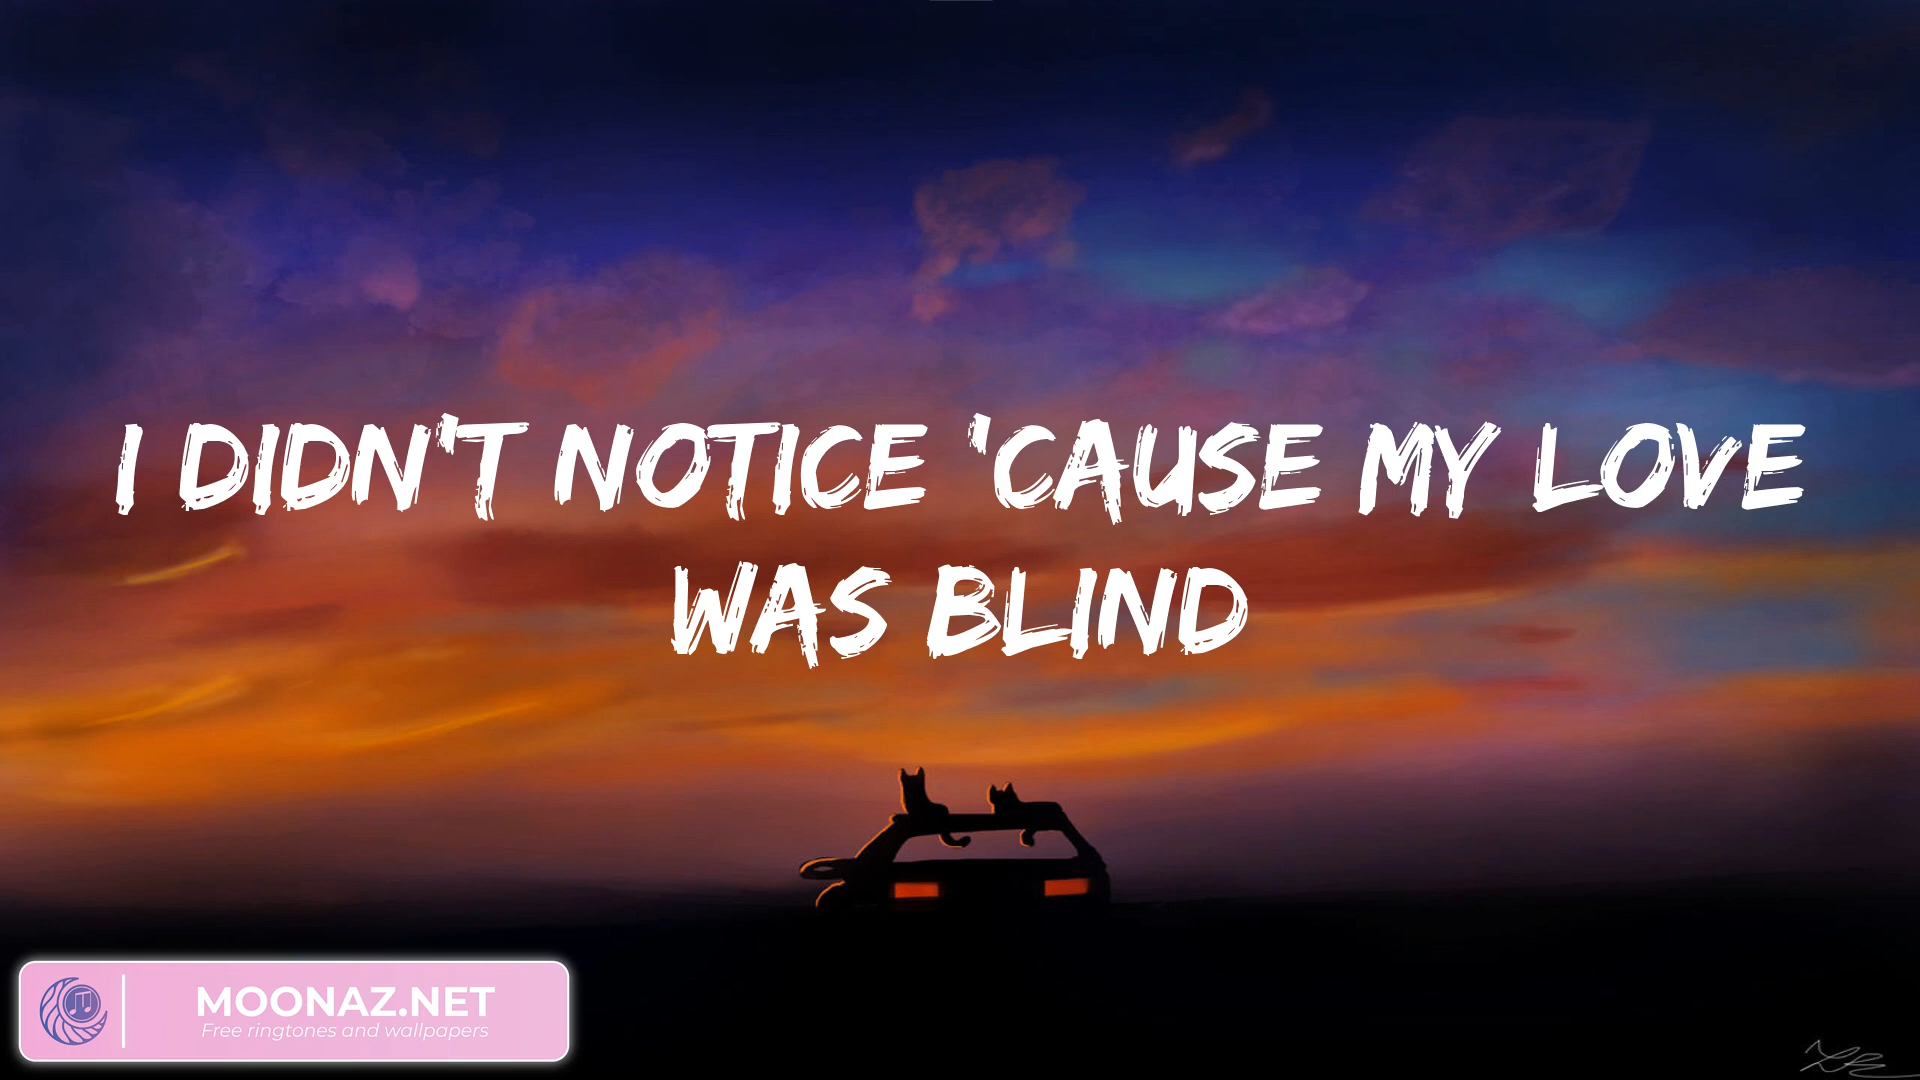 I DIDN'T NOTICE 'CAUSE MY LOVE
WAS BLIND
MOONAZ.NET
Free ringtones and wallpapers